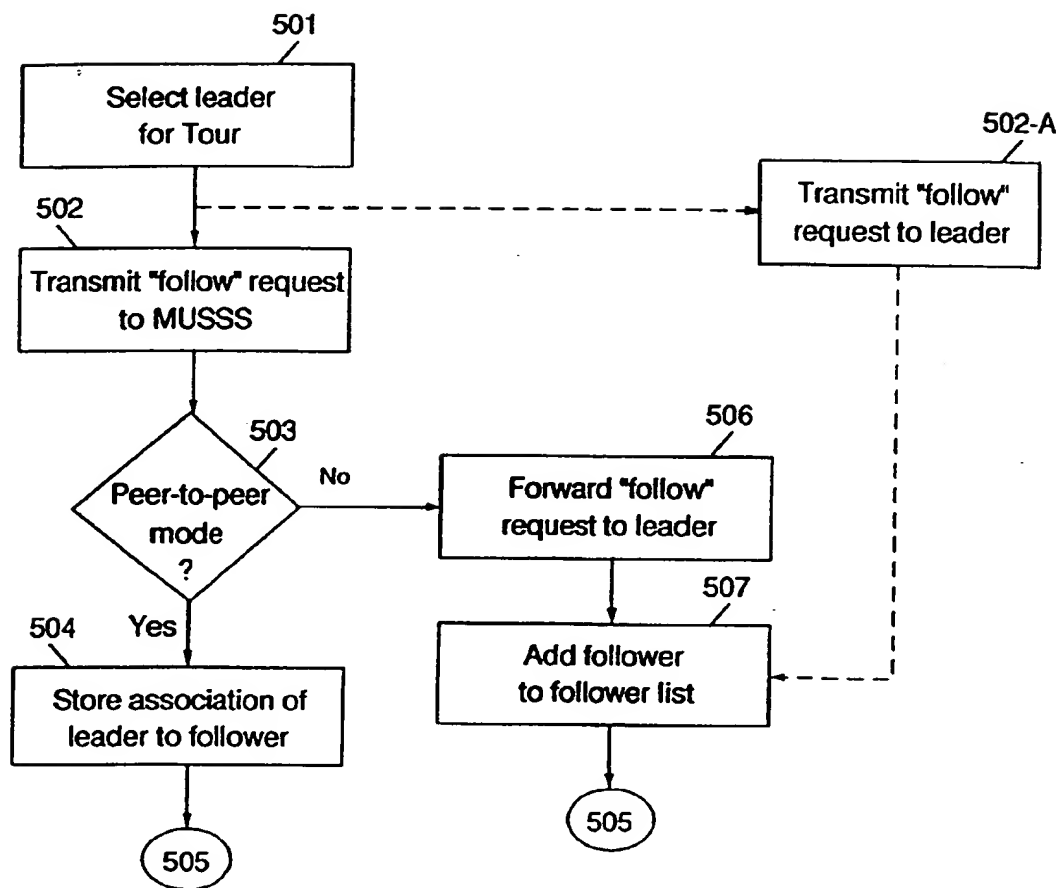 501
Select leader
for Tour
502-A
Transmit "follow"
request to leader
502
Transmit "follow" request
to MUSSS
503
Peer-to-peer
mode
?
No
506
Forward "follow"
request to leader
507
Add follower
to follower list
Yes
504
Store association of
leader to follower
505
505